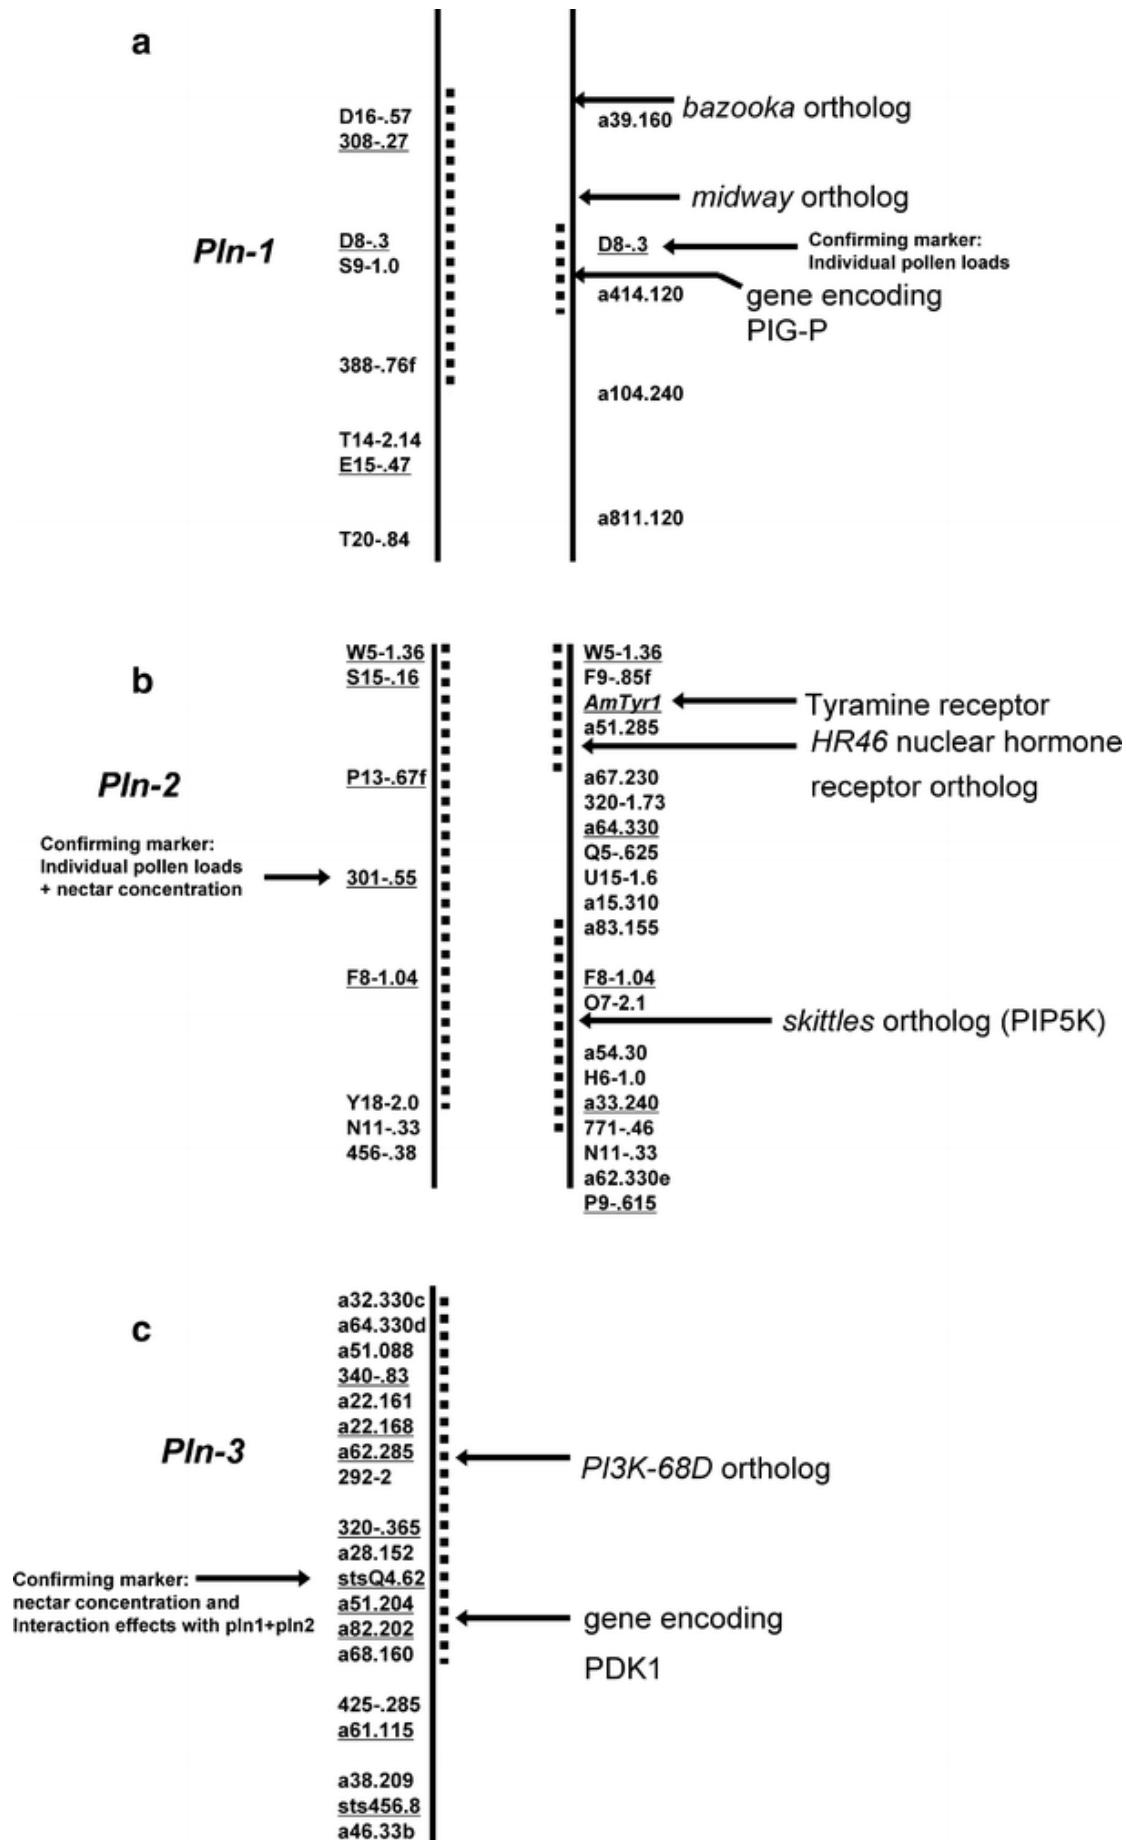 a
D16-.57
308-.27
Pln-1
D8-.3
S9-1.0
388-.76f
T14-2.14
E15-.47
T20-.84
bazooka ortholog
a39.160
midway ortholog
D8-.3
Confirming marker:
Individual pollen loads
a414.120
gene encoding
PIG-P
a104.240
a811.120
b
W5-1.36
S15-.16
Pln-2
P13-.67f
Confirming marker:
Individual pollen loads
+ nectar concentration
301-.55
F8-1.04
Y18-2.0
N11-.33
456-.38
W5-1.36
F9-.85f
AmTyr1
Tyramine receptor
a51.285
HR46 nuclear hormone
receptor ortholog
a67.230
320-1.73
a64.330
Q5-.625
U15-1.6
a15.310
a83.155
F8-1.04
O7-2.1
skittles ortholog (PIP5K)
a54.30
H6-1.0
a33.240
771-.46
N11-.33
a62.330e
P9-.615
c
a32.330c
a64.330d
a51.088
340-.83
a22.161
a22.168
Pln-3
a62.285
292-2
PI3K-68D ortholog
320-.365
a28.152
Confirming marker:
nectar concentration and
Interaction effects with pln1+pln2
stsQ4.62
a51.204
a82.202
a68.160
gene encoding
PDK1
425-.285
a61.115
a38.209
sts456.8
a46.33b